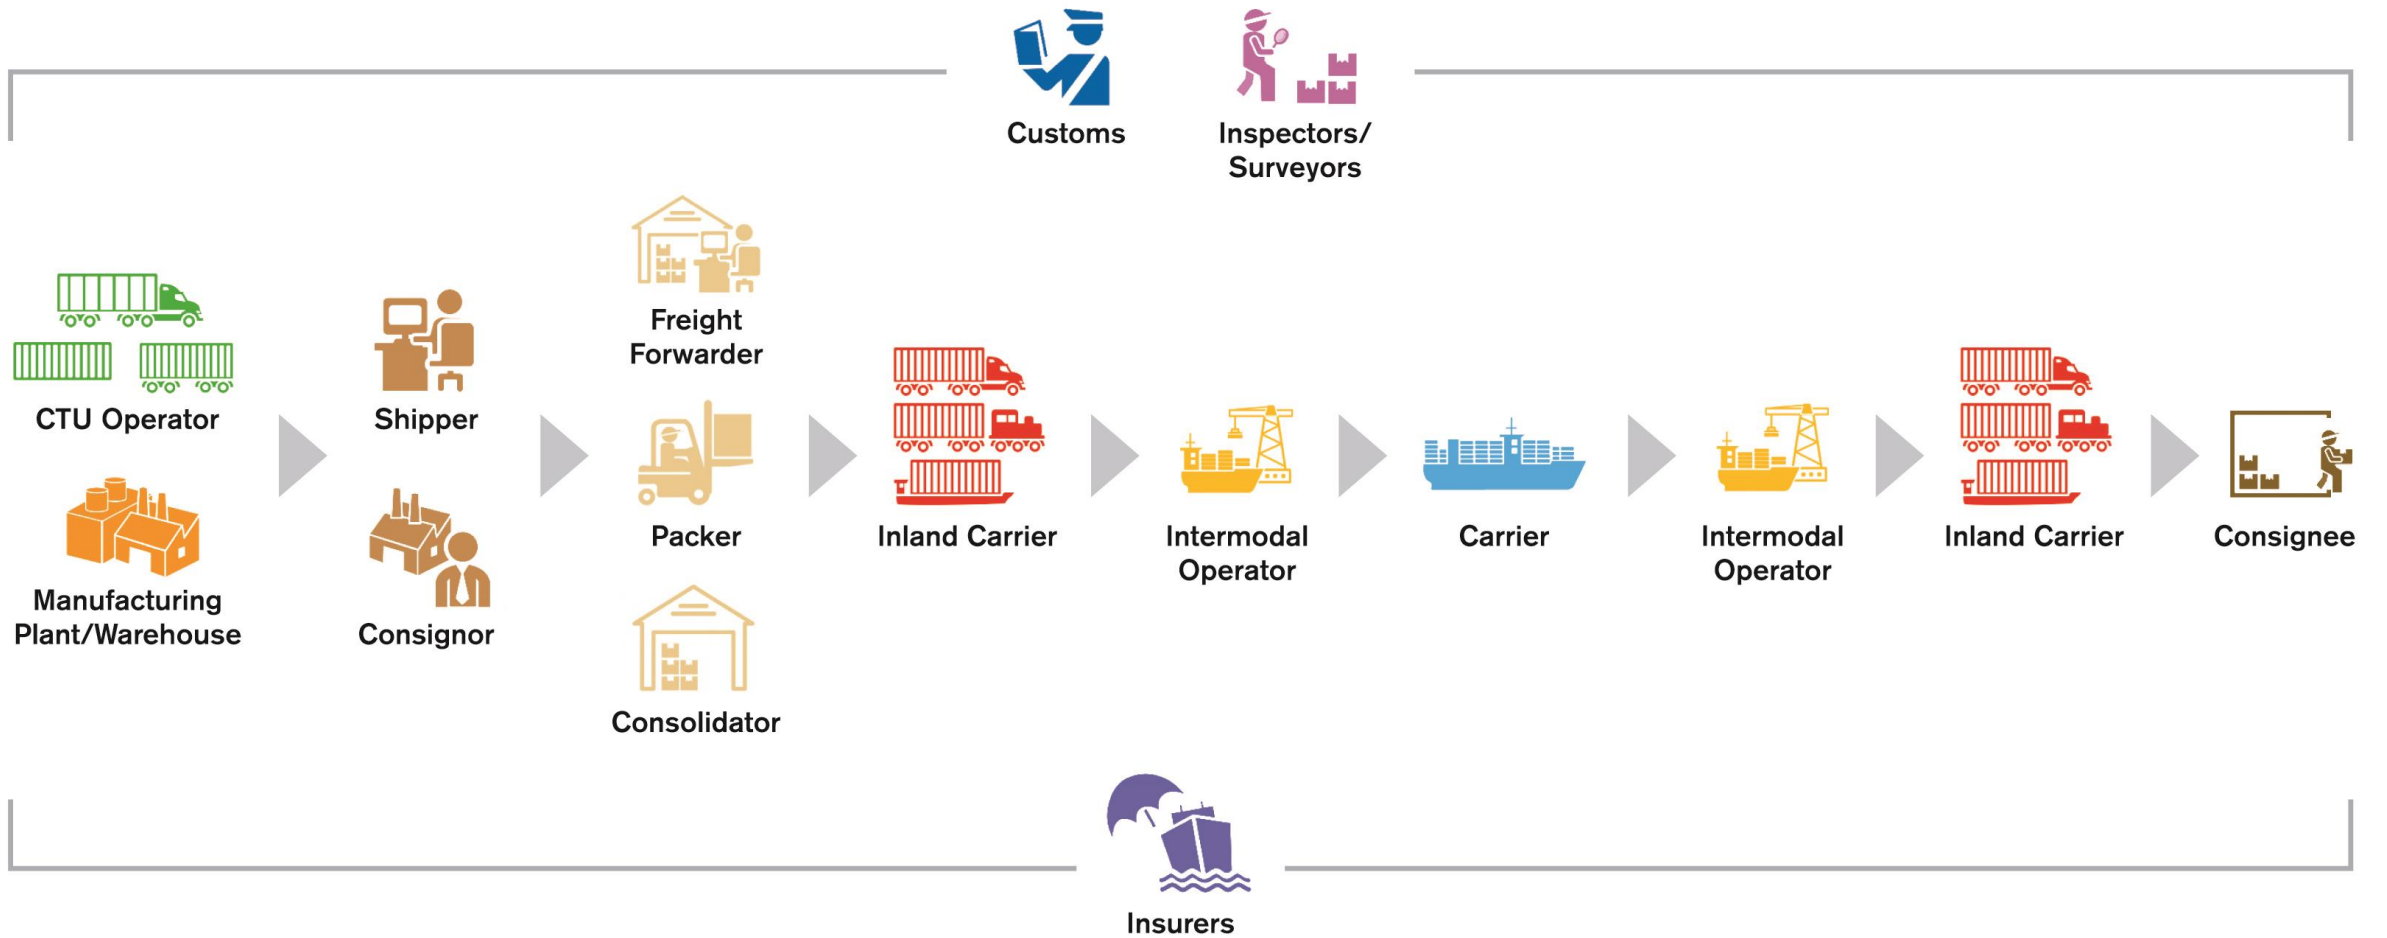 Customs
Inspectors/
Surveyors
CTU Operator
Manufacturing
Plant/Warehouse
Shipper
Consignor
Freight
Forwarder
Packer
Consolidator
Inland Carrier
Intermodal
Operator
Carrier
Intermodal
Operator
Inland Carrier
Consignee
Insurers